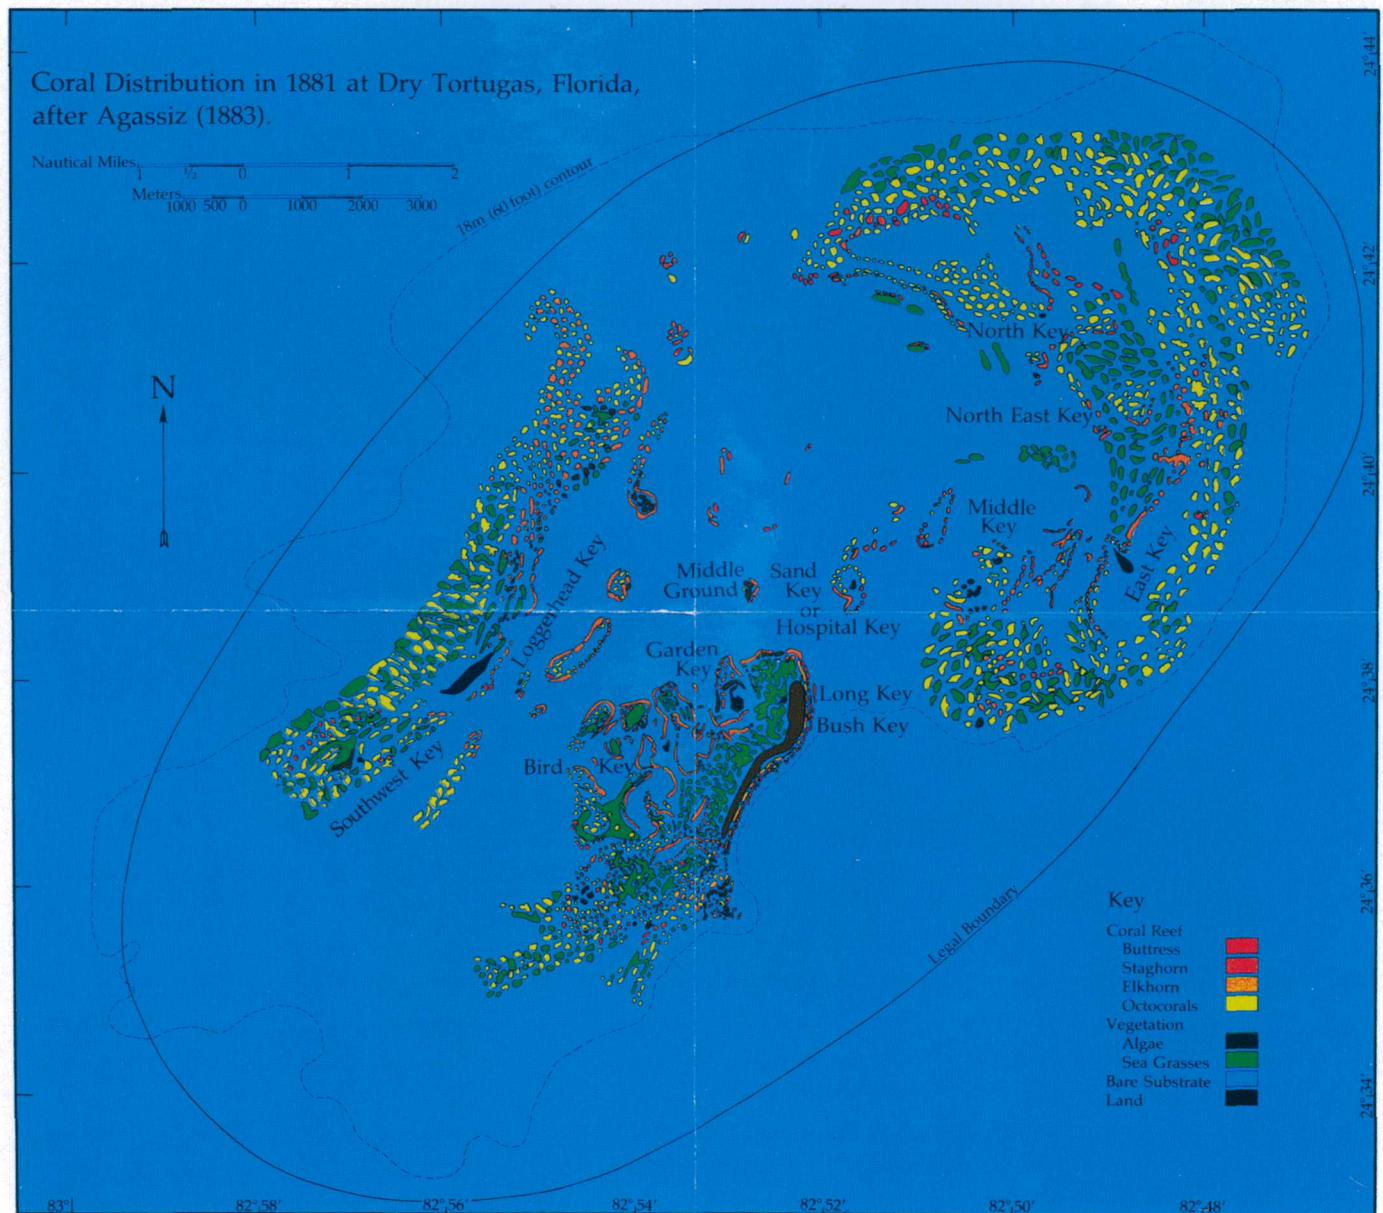 Coral Distribution in 1881 at Dry Tortugas, Florida,
after Agassiz (1883).
Nautical Miles
1 ½ 0 1 2
Meters
1000 500 0 1000 2000 3000
18m (60 foot) contour
N
North Key
North East Key
Middle
Key
East Key
Middle
Ground
Sand
Key
or
Hospital Key
Loggerhead Key
Garden
Key
Long Key
Bush Key
Bird Key
Southwest Key
Legal Boundary
Key
Coral Reef
Buttress
Staghorn
Elkhorn
Octocorals
Vegetation
Algae
Sea Grasses
Bare Substrate
Land
24°44'
24°42'
24°40'
24°38'
24°36'
24°34'
83° 82°58' 82°56' 82°54' 82°52' 82°50' 82°48'